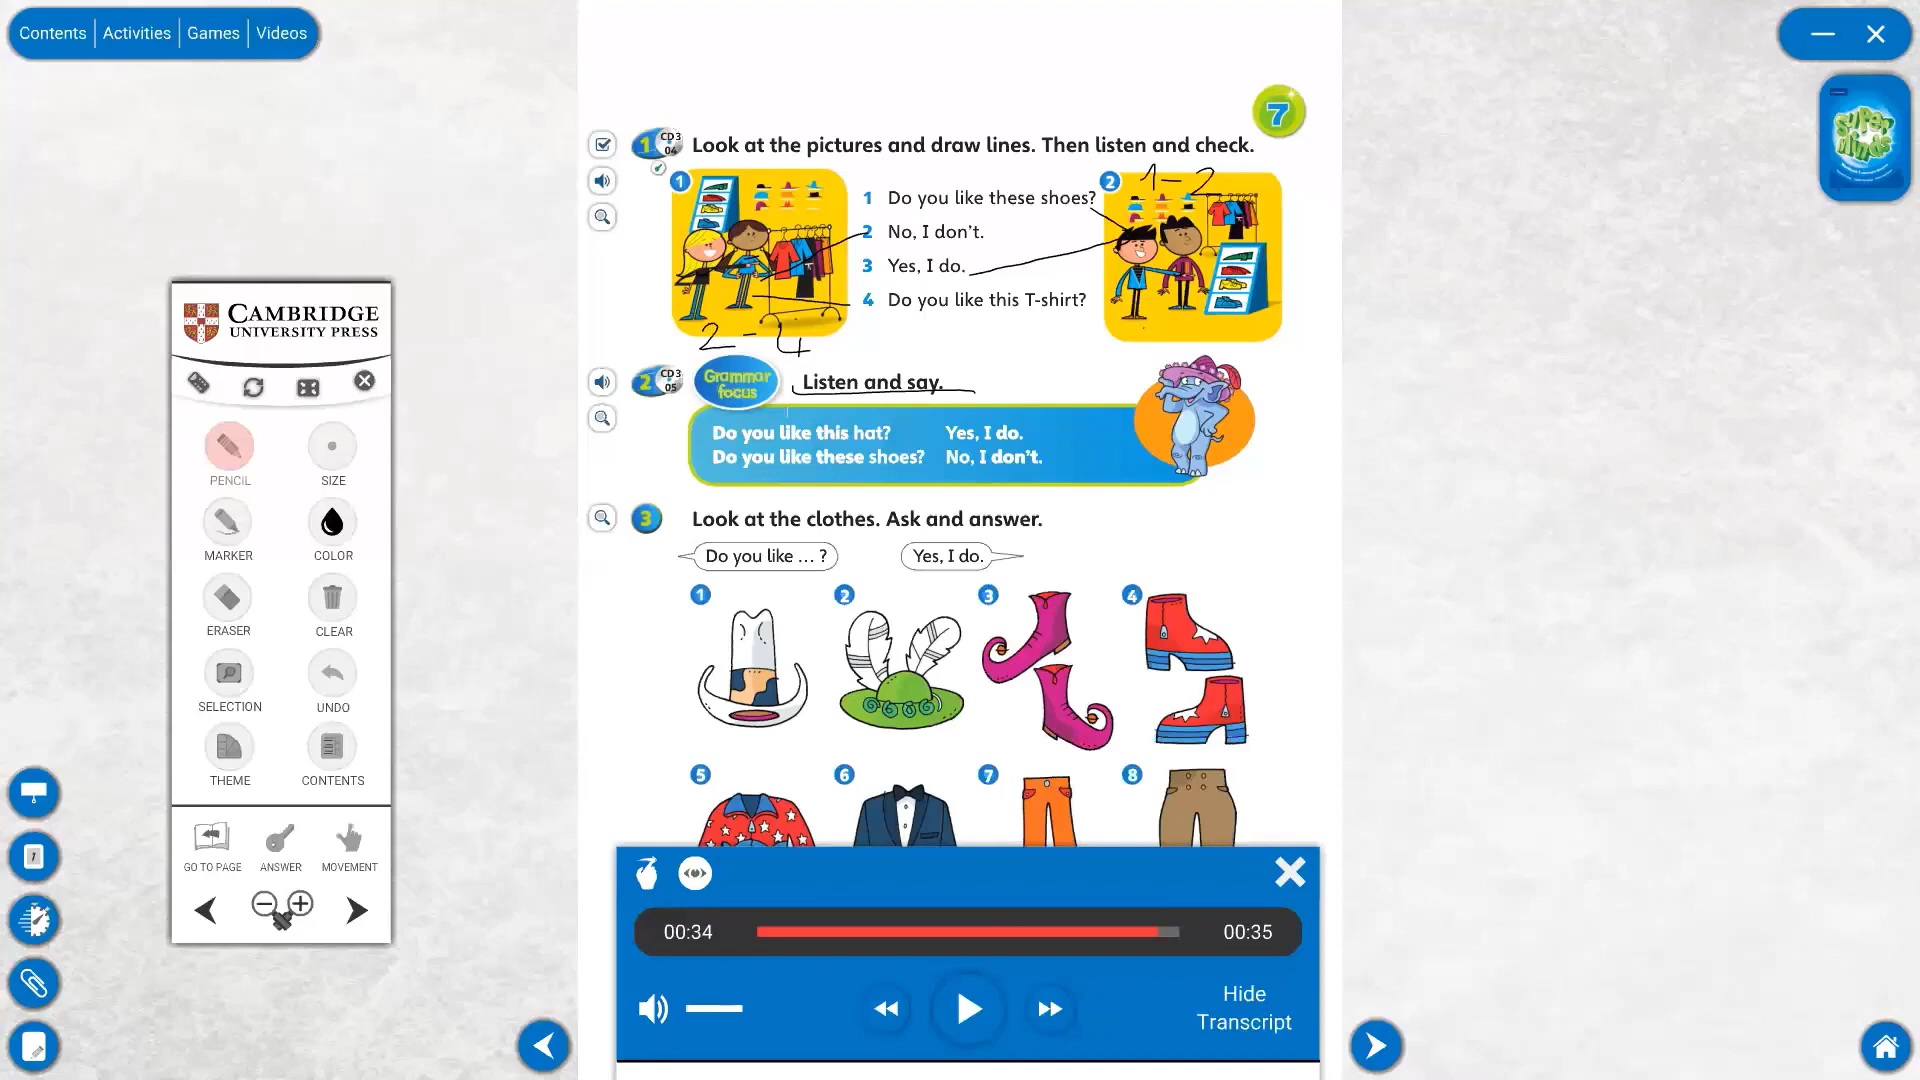 Contents Activities Games Videos
7
1 CD3 04 Look at the pictures and draw lines. Then listen and check.
1
2
1-2
1 Do you like these shoes?
2 No, I don't.
3 Yes, I do.
4 Do you like this T-shirt?
2-4
2 CD3 05 Grammar focus Listen and say.
Do you like this hat? Yes, I do.
Do you like these shoes? No, I don't.
3 Look at the clothes. Ask and answer.
Do you like ... ? Yes, I do.
1 2 3 4
5 6 7 8
CAMBRIDGE
UNIVERSITY PRESS
PENCIL SIZE
MARKER COLOR
ERASER CLEAR
SELECTION UNDO
THEME CONTENTS
GO TO PAGE ANSWER MOVEMENT
00:34 00:35
Hide
Transcript
Super
Minds